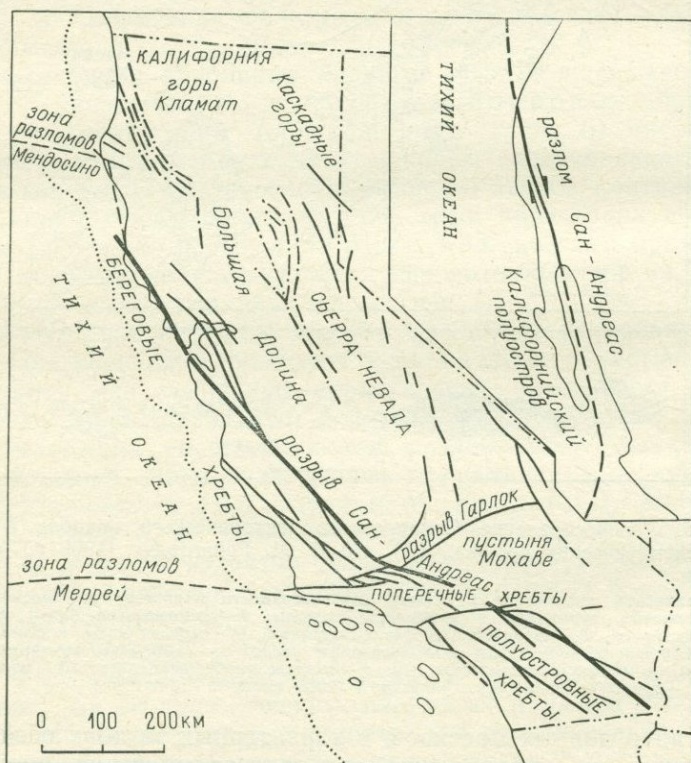 КАЛИФОРНИЯ
горы
Кламат
Каскадные
горы
зона
разломов
Мендосино
ТИХИЙ
ОКЕАН
разлом
Сан-Андреас
Калифорнийский
полуостров
Большая
Долина
СЬЕРРА-НЕВАДА
БЕРЕГОВЫЕ
ХРЕБТЫ
ТИХИЙ
ОКЕАН
разрыв
Сан-
Андреас
разрыв Гарлок
пустыня
Мохаве
зона разломов
Меррей
ПОПЕРЕЧНЫЕ ХРЕБТЫ
ПОЛУОСТРОВНЫЕ
ХРЕБТЫ
0 100 200 км